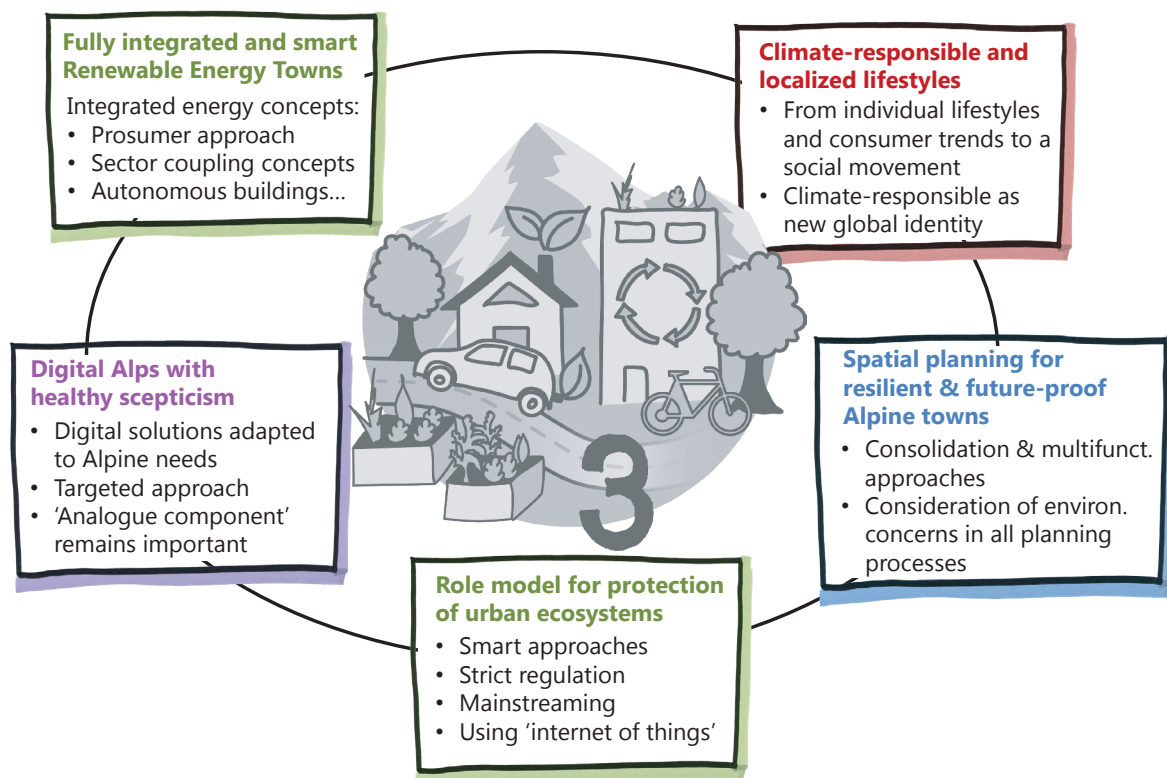 Fully integrated and smart
Renewable Energy Towns
Integrated energy concepts:
• Prosumer approach
• Sector coupling concepts
• Autonomous buildings...
Climate-responsible and
localized lifestyles
• From individual lifestyles
and consumer trends to a
social movement
• Climate-responsible as
new global identity
Digital Alps with
healthy scepticism
• Digital solutions adapted
to Alpine needs
• Targeted approach
• ‘Analogue component’
remains important
Spatial planning for
resilient & future-proof
Alpine towns
• Consolidation & multifunct.
approaches
• Consideration of environ.
concerns in all planning
processes
3
Role model for protection
of urban ecosystems
• Smart approaches
• Strict regulation
• Mainstreaming
• Using ‘internet of things’